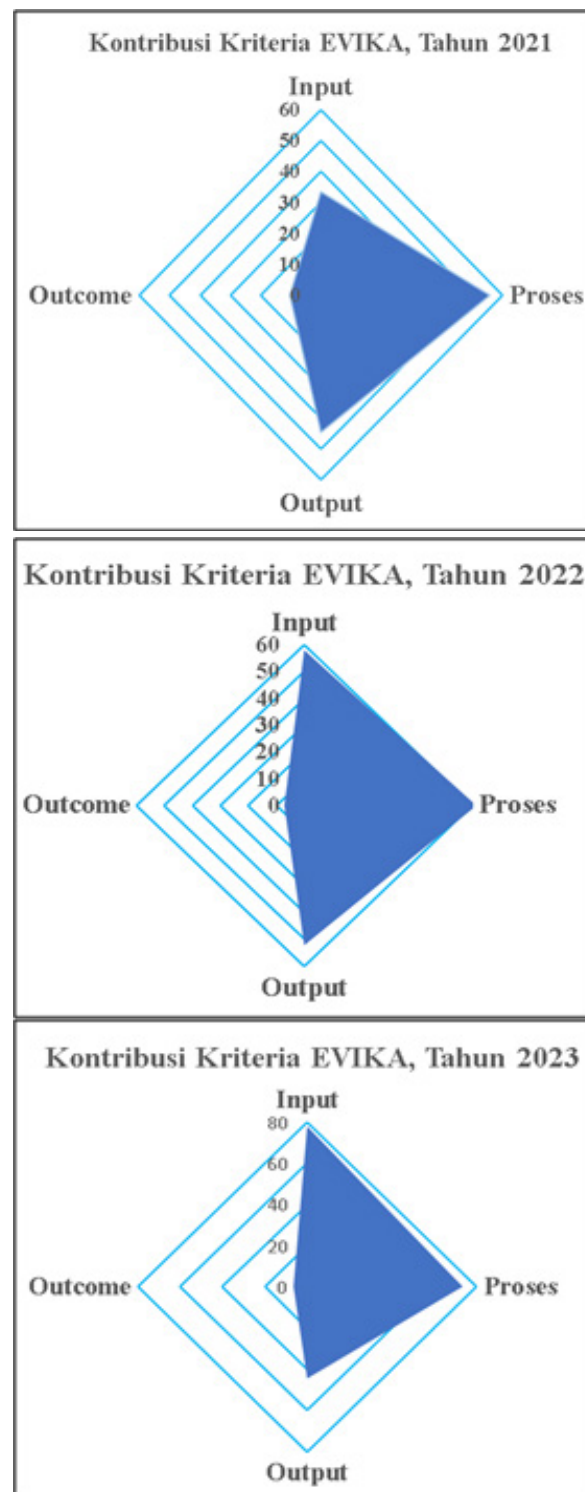 Kontribusi Kriteria EVIKA, Tahun 2021
Input
60
50
40
30
20
10
Outcome 0 Proses
Output
Kontribusi Kriteria EVIKA, Tahun 2022
Input
60
50
40
30
20
10
Outcome 0 Proses
Output
Kontribusi Kriteria EVIKA, Tahun 2023
Input
80
60
40
20
Outcome 0 Proses
Output